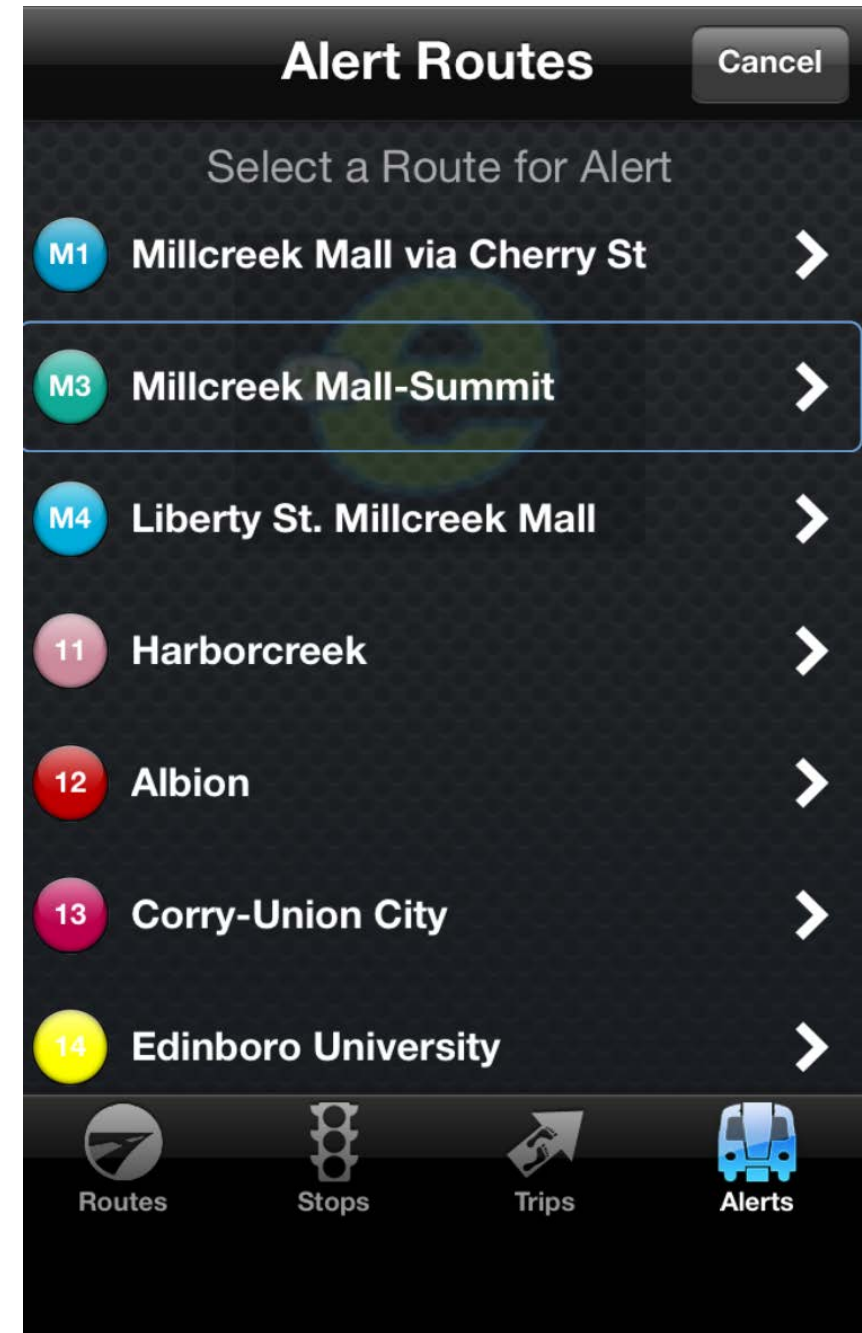 Alert Routes
Cancel
Select a Route for Alert
M1 Millcreek Mall via Cherry St
M3 Millcreek Mall-Summit
M4 Liberty St. Millcreek Mall
11 Harborcreek
12 Albion
13 Corry-Union City
14 Edinboro University
Routes Stops Trips Alerts